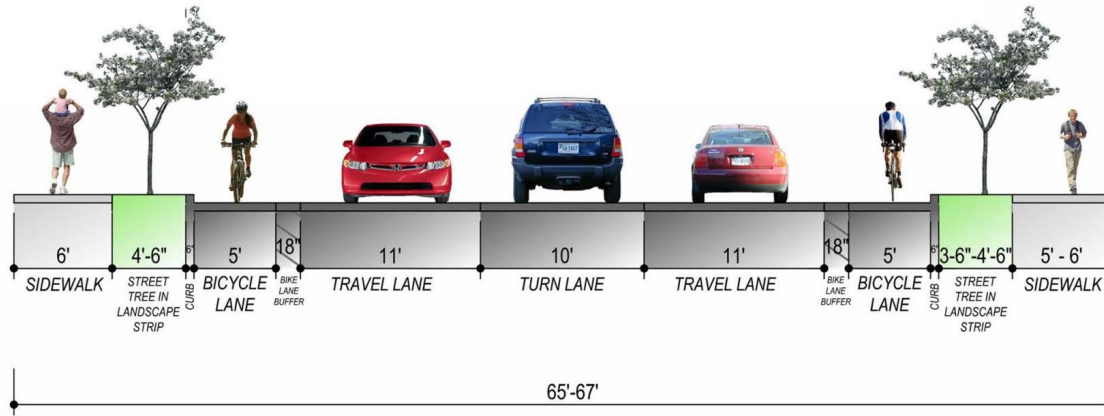 6'
4'-6"
6"
5'
18"
11'
10'
11'
18"
5'
6"
3-6"-4'-6"
5' - 6'
SIDEWALK
STREET
TREE IN
LANDSCAPE
STRIP
CURB
BICYCLE
LANE
BIKE
LANE
BUFFER
TRAVEL LANE
TURN LANE
TRAVEL LANE
BIKE
LANE
BUFFER
BICYCLE
LANE
CURB
STREET
TREE IN
LANDSCAPE
STRIP
SIDEWALK
65'-67'